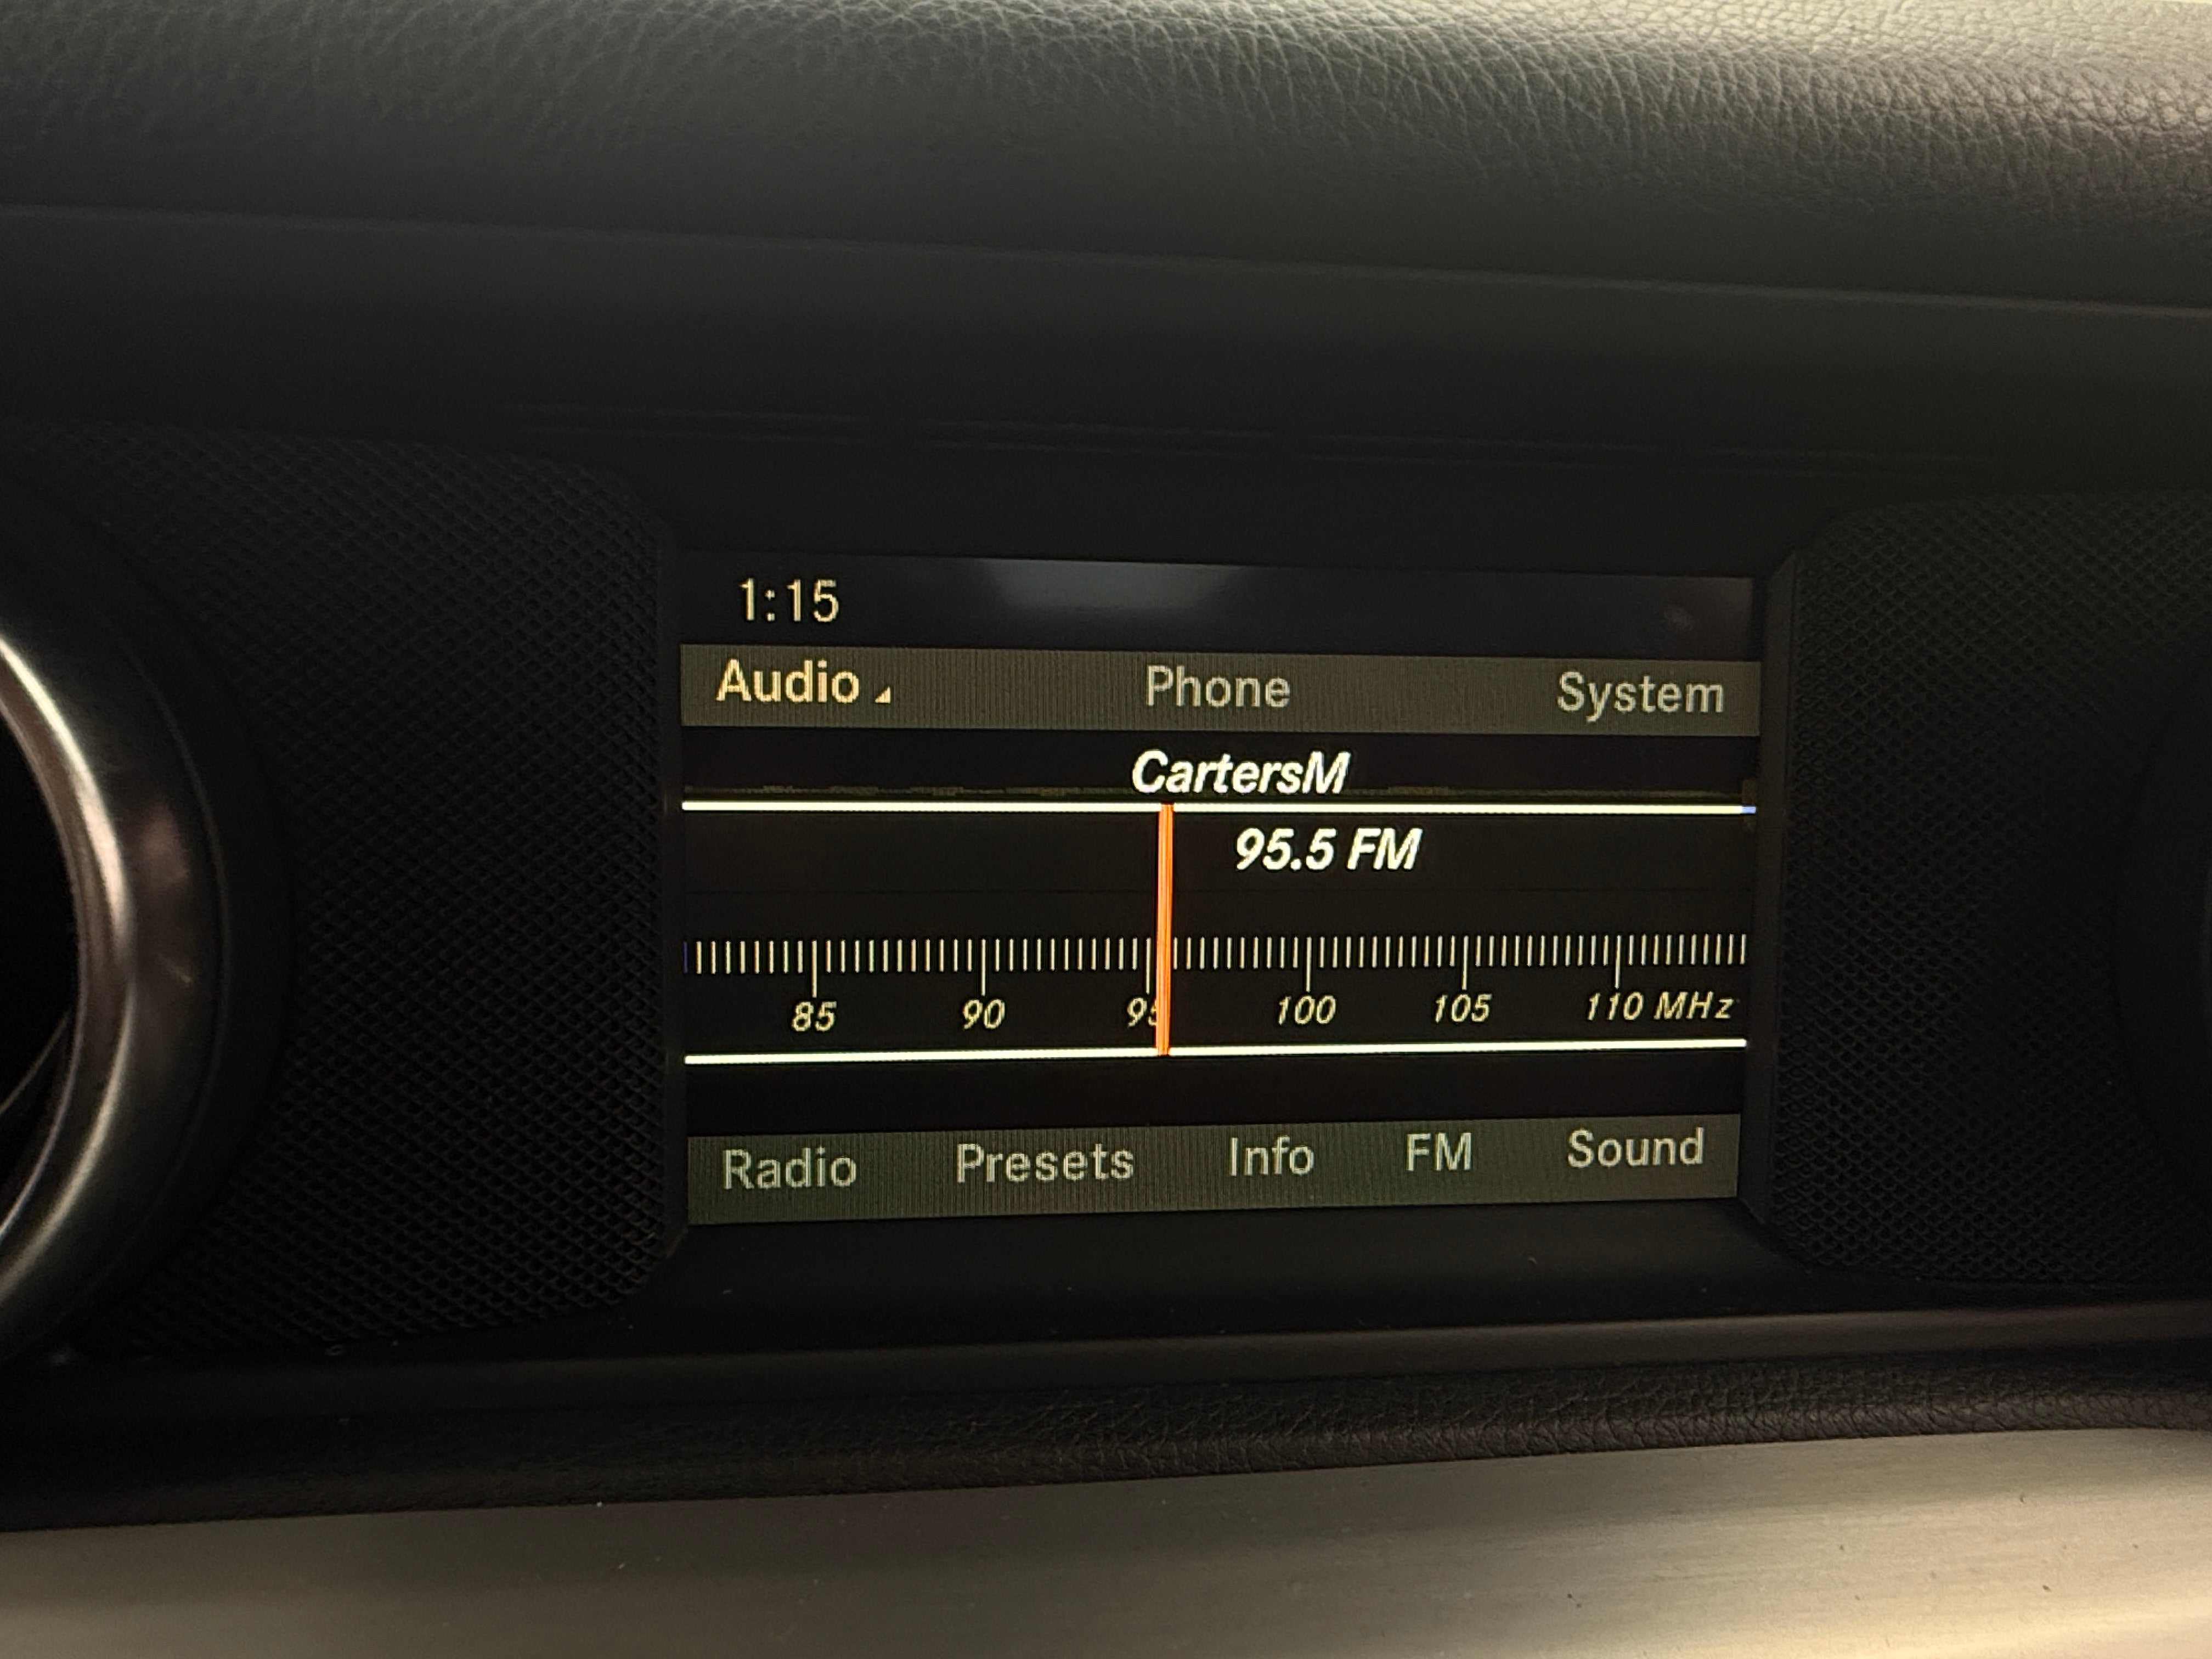 1:15
Audio Phone System
CartersM
95.5 FM
85 90 95 100 105 110 MHz
Radio Presets Info FM Sound